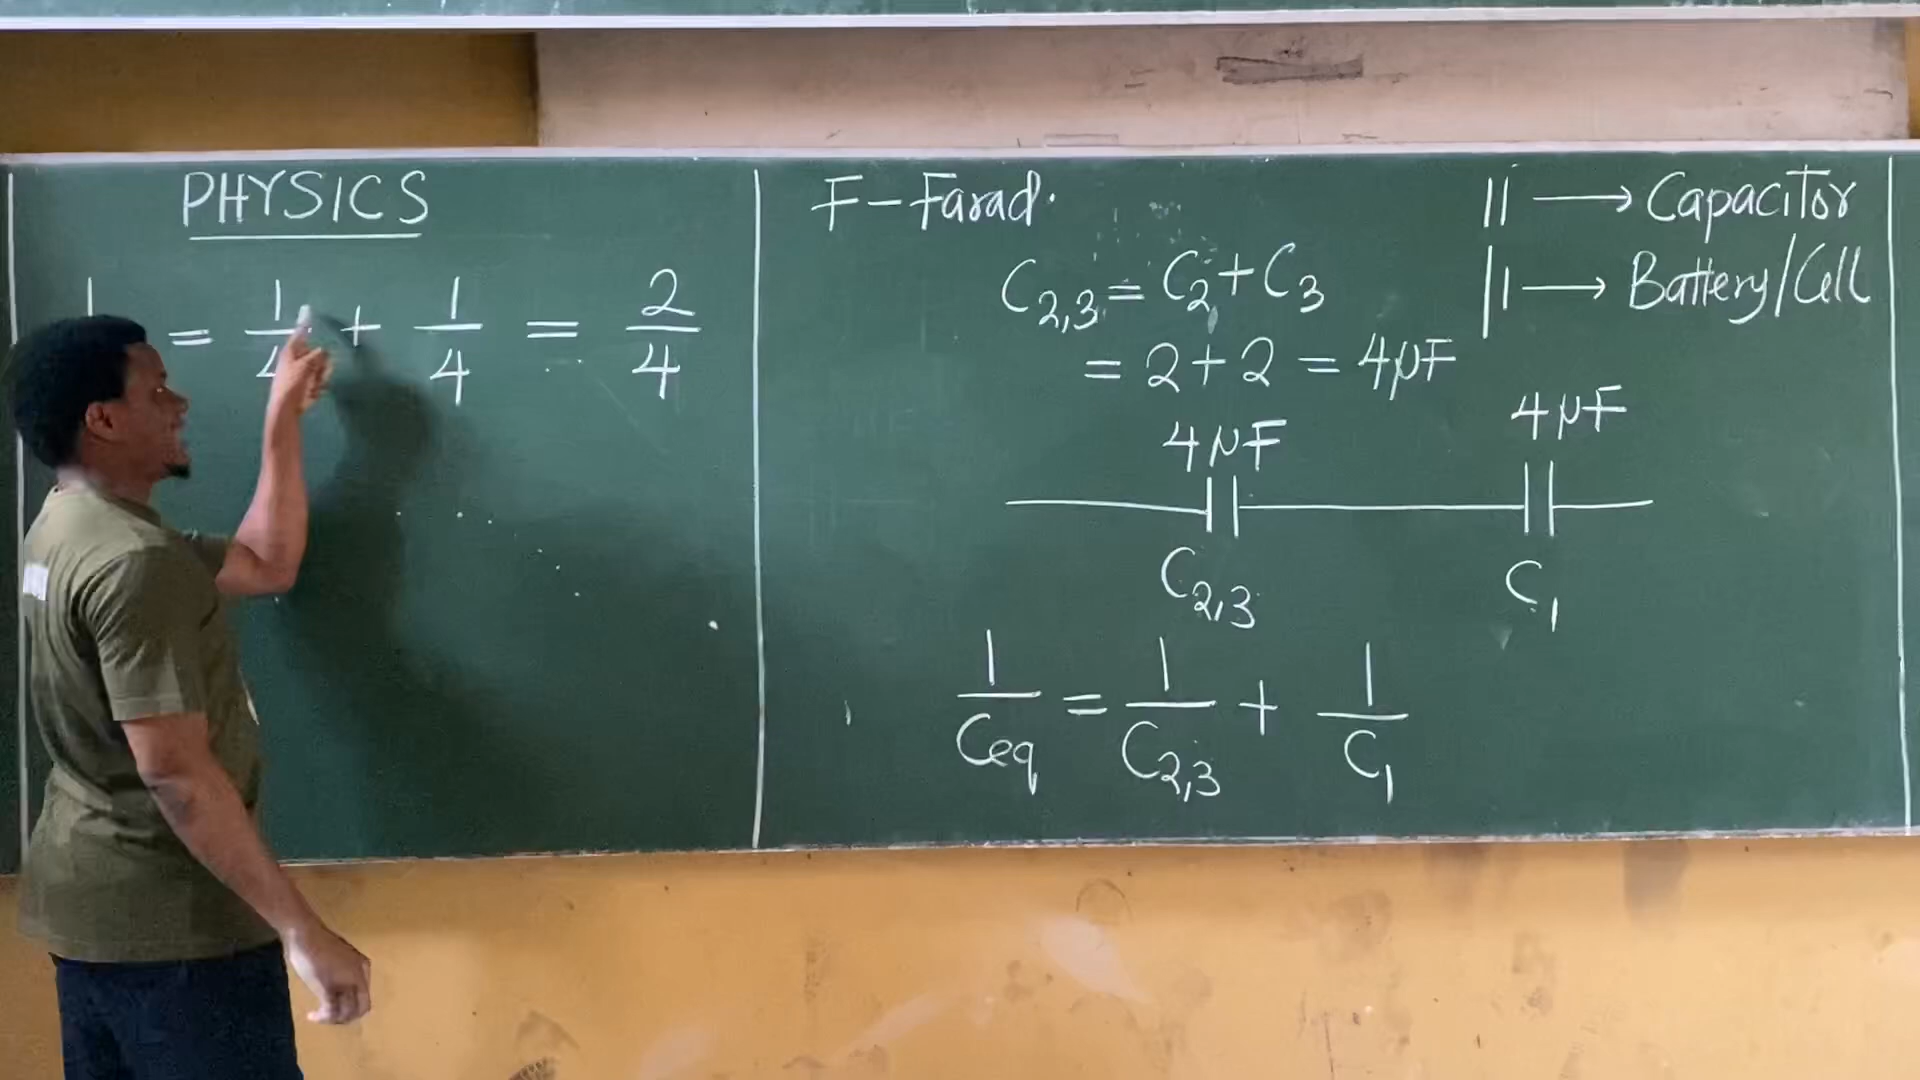 PHYSICS
1 = 1/4 + 1/4 = 2/4
F - Farad.
|| → Capacitor
C2,3 = C2 + C3
|| → Battery/Cell
= 2 + 2 = 4μF
4μF
4μF
C2,3
C1
1/Ceq = 1/C2,3 + 1/C1